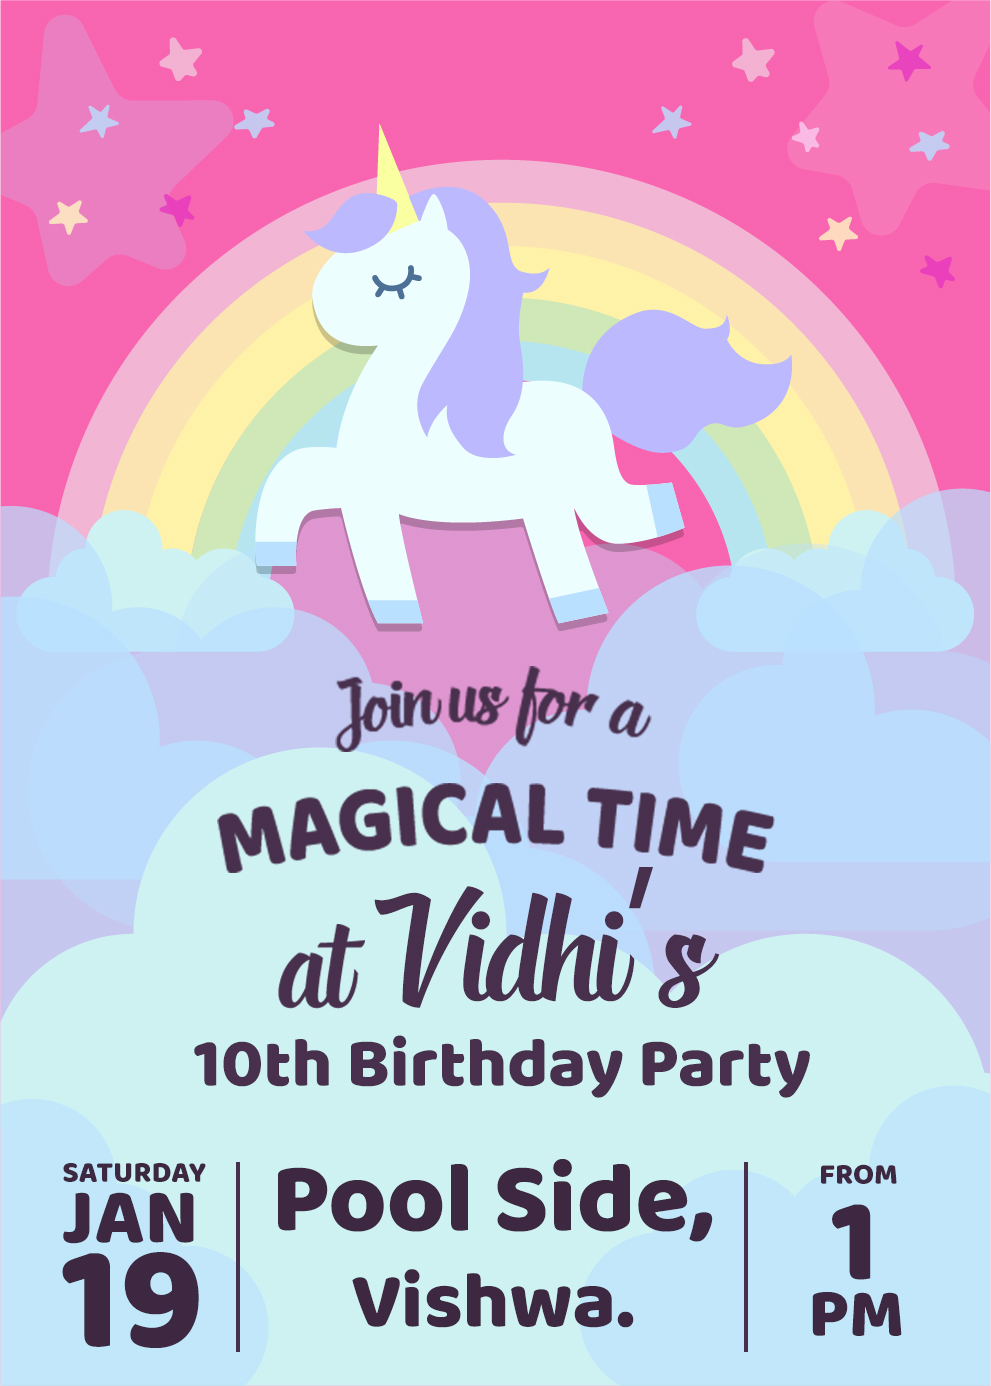 Join us for a
MAGICAL TIME
at Vidhi's
10th Birthday Party
SATURDAY
JAN
19
Pool Side,
Vishwa.
FROM
1
PM